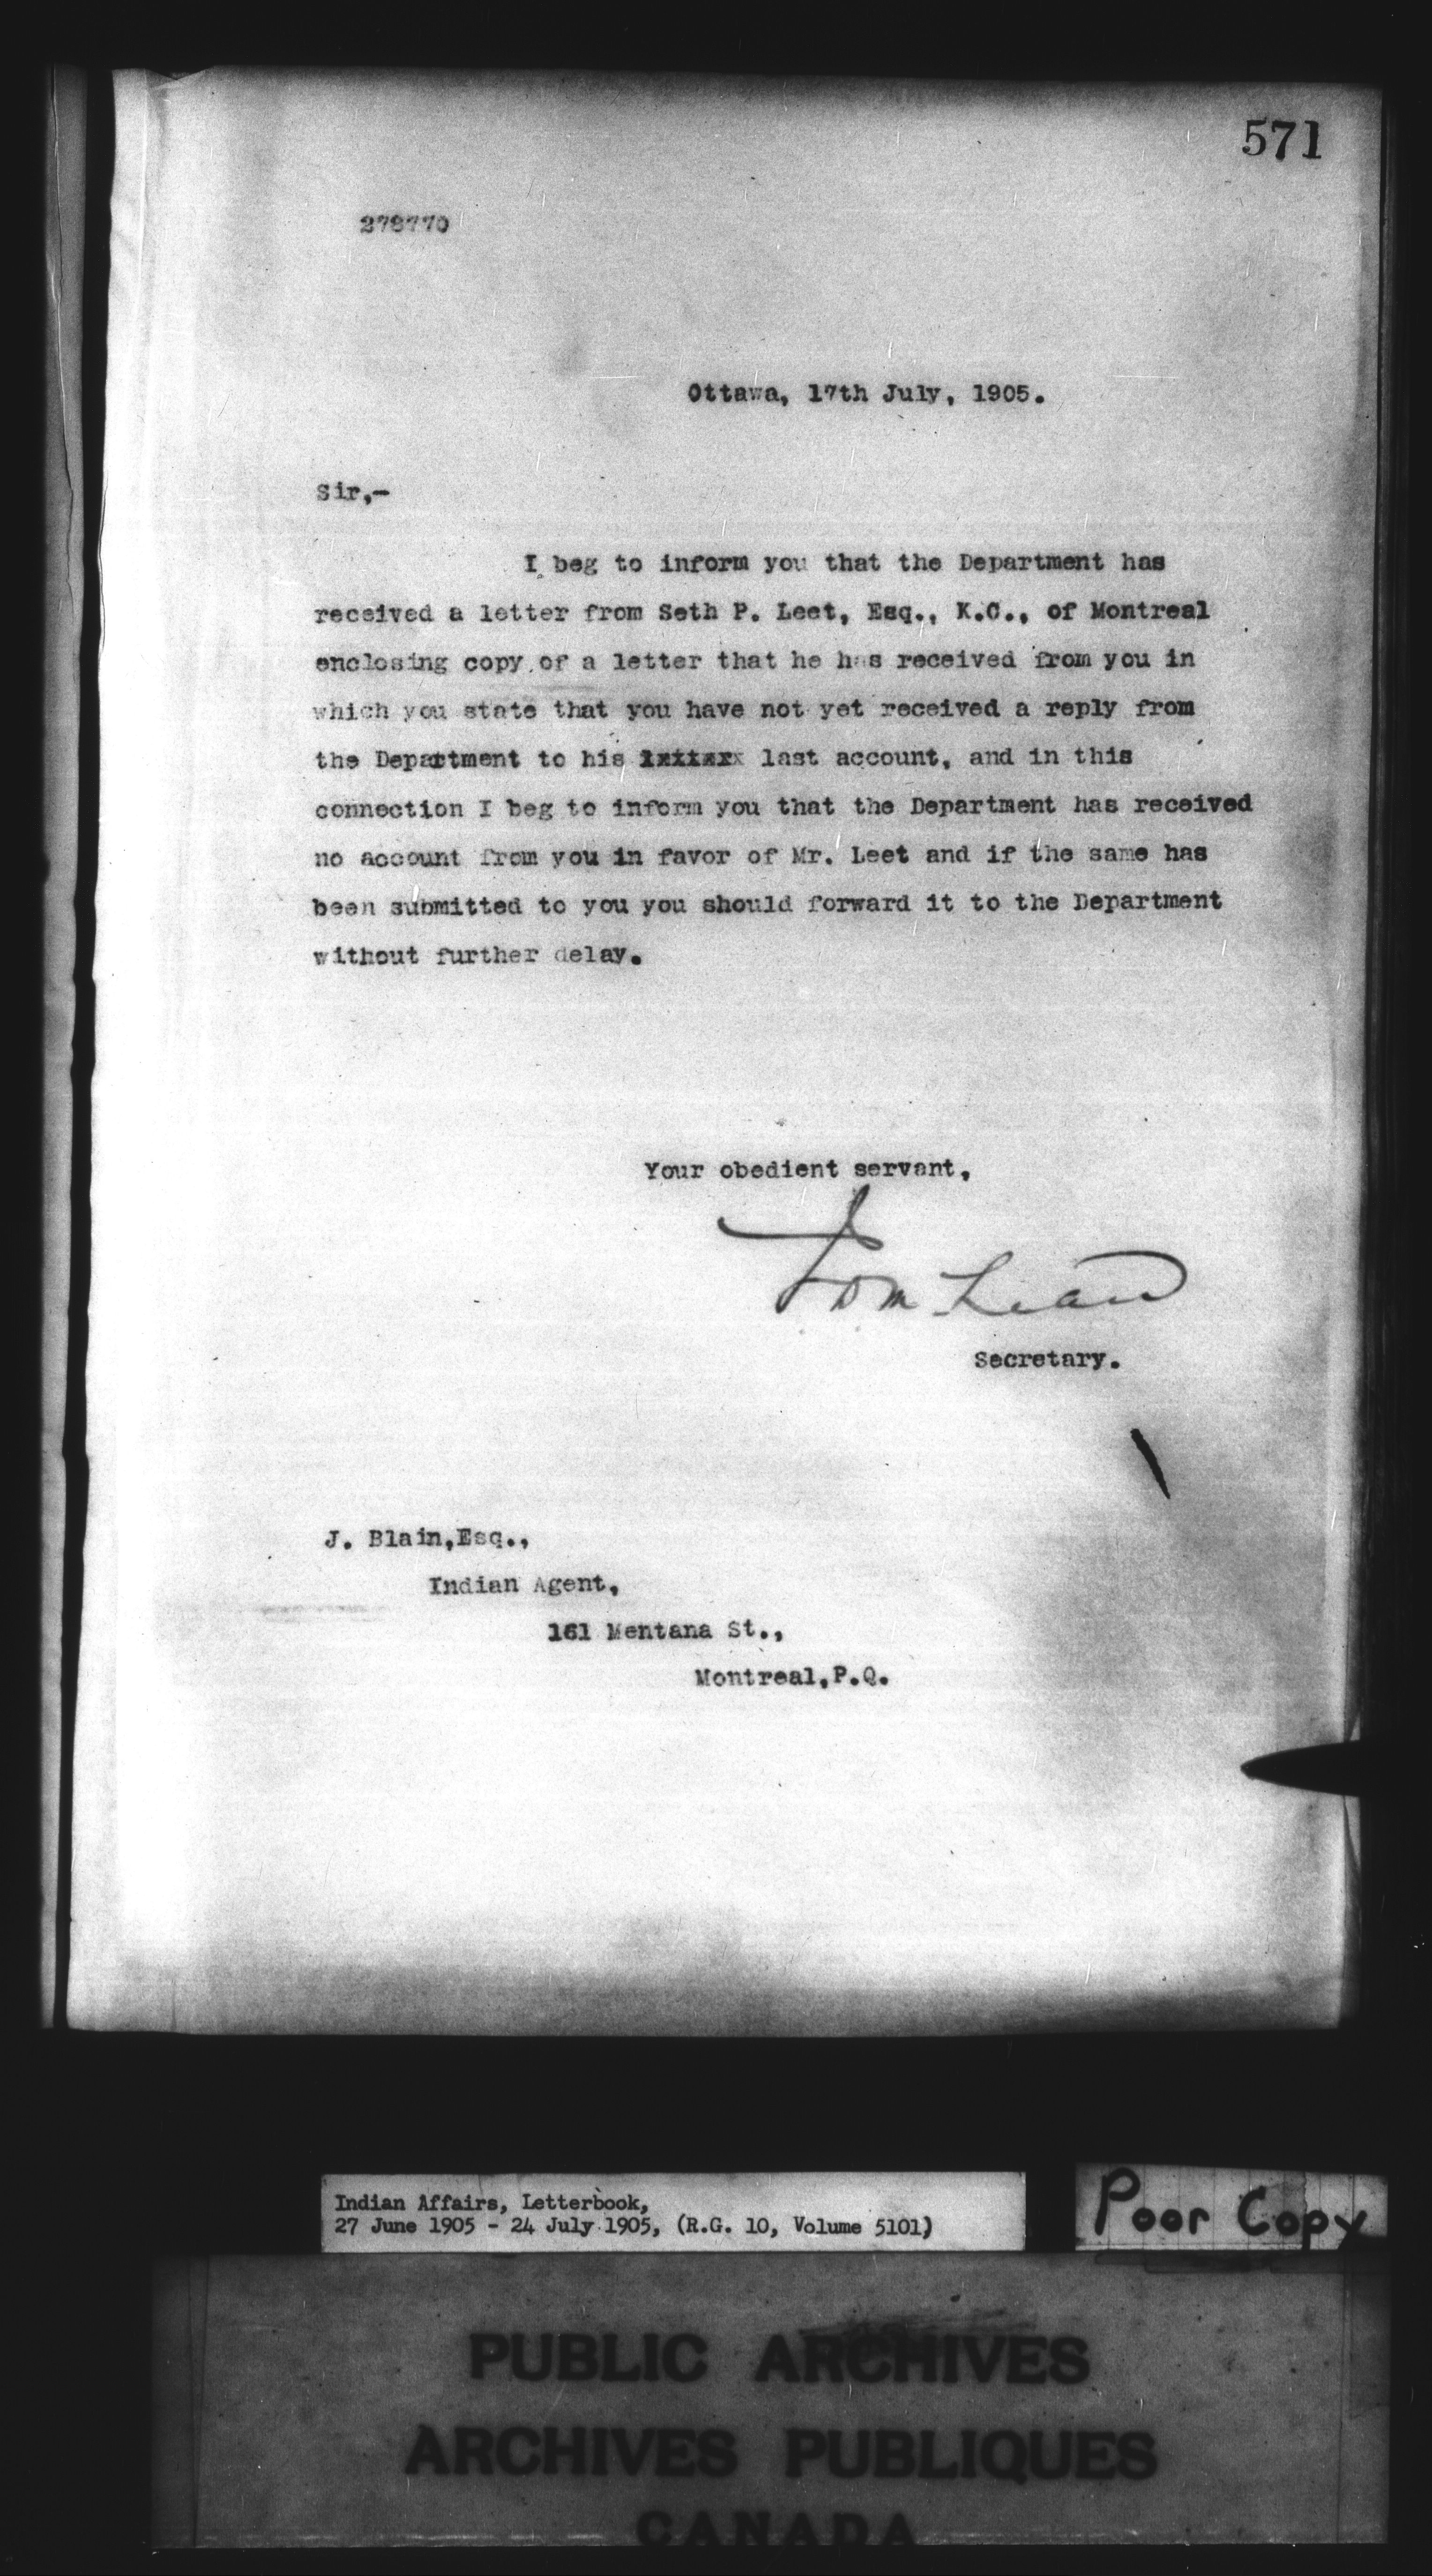 571
278770
Ottawa, 17th July, 1905.
Sir,-
I beg to inform you that the Department has
received a letter from Seth P. Leet, Esq., K.C., of Montreal
enclosing copy of a letter that he has received from you in
which you state that you have not yet received a reply from
the Department to his last account, and in this
connection I beg to inform you that the Department has received
no account from you in favor of Mr. Leet and if the same has
been submitted to you you should forward it to the Department
without further delay.
Your obedient servant,
Secretary.
J. Blain,Esq.,
Indian Agent,
161 Mentana St.,
Montreal,P.Q.
Indian Affairs, Letterbook,
27 June 1905 - 24 July 1905, (R.G. 10, Volume 5101)
Poor Copy
PUBLIC ARCHIVES
ARCHIVES PUBLIQUES
CANADA